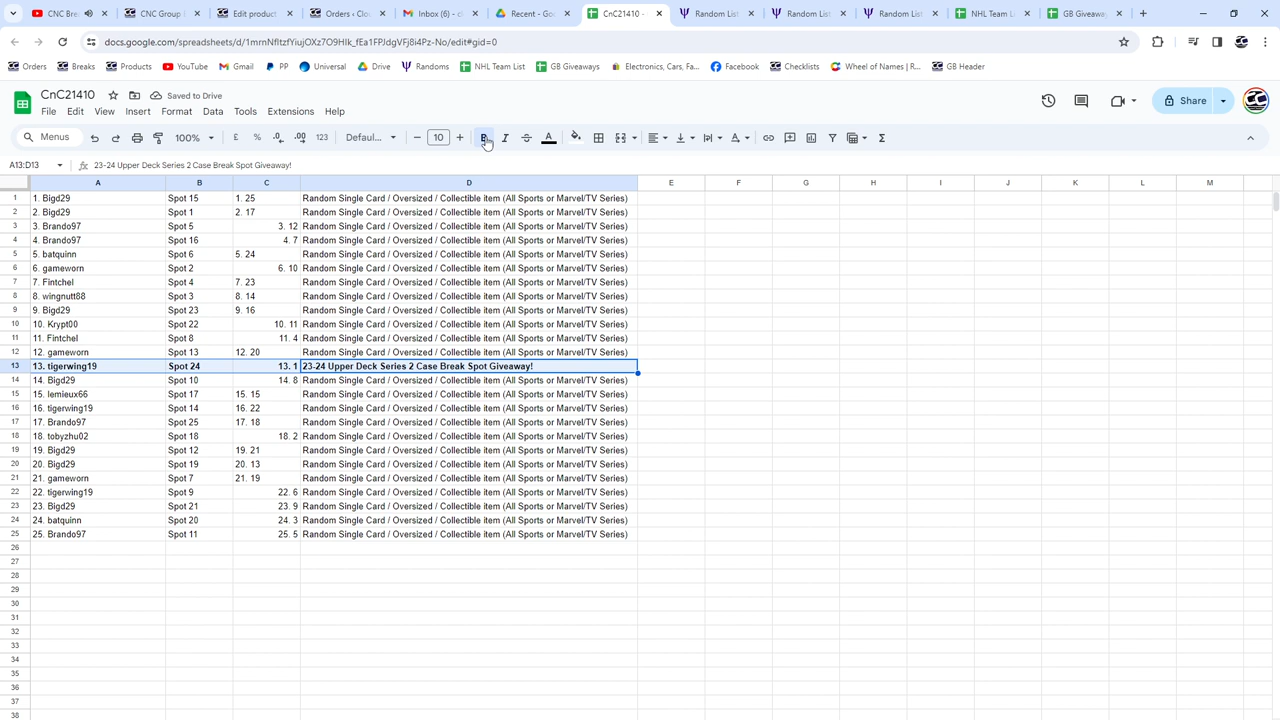 CNC Bre
CNC Group
Edit product
Orders - Clo
Inbox
Recent - Go
CnC21410 -
Random List
Random List
Random List
NHL Team L
GB Giveaway
Orders
Breaks
Products
YouTube
Gmail
PP
Universal
Drive
Randoms
NHL Team List
GB Giveaways
Electronics, Cars, Fa...
Facebook
Checklists
Wheel of Names | R...
GB Header
CnC21410
Saved to Drive
File Edit View Insert Format Data Tools Extensions Help
Share
Menus
100%
£ % .0 .00 123
Defaul...
10
A13:D13
23-24 Upper Deck Series 2 Case Break Spot Giveaway!
A B C D E F G H I J K L M
1 1. Bigd29 Spot 15 1. 25 Random Single Card / Oversized / Collectible item (All Sports or Marvel/TV Series)
2 2. Bigd29 Spot 1 2. 17 Random Single Card / Oversized / Collectible item (All Sports or Marvel/TV Series)
3 3. Brando97 Spot 5 3. 12 Random Single Card / Oversized / Collectible item (All Sports or Marvel/TV Series)
4 4. Brando97 Spot 16 4. 7 Random Single Card / Oversized / Collectible item (All Sports or Marvel/TV Series)
5 5. batquinn Spot 6 5. 24 Random Single Card / Oversized / Collectible item (All Sports or Marvel/TV Series)
6 6. gameworn Spot 2 6. 10 Random Single Card / Oversized / Collectible item (All Sports or Marvel/TV Series)
7 7. Fintchel Spot 4 7. 23 Random Single Card / Oversized / Collectible item (All Sports or Marvel/TV Series)
8 8. wingnutt88 Spot 3 8. 14 Random Single Card / Oversized / Collectible item (All Sports or Marvel/TV Series)
9 9. Bigd29 Spot 23 9. 16 Random Single Card / Oversized / Collectible item (All Sports or Marvel/TV Series)
10 10. Krypt00 Spot 22 10. 11 Random Single Card / Oversized / Collectible item (All Sports or Marvel/TV Series)
11 11. Fintchel Spot 8 11. 4 Random Single Card / Oversized / Collectible item (All Sports or Marvel/TV Series)
12 12. gameworn Spot 13 12. 20 Random Single Card / Oversized / Collectible item (All Sports or Marvel/TV Series)
13 13. tigerwing19 Spot 24 13. 1 23-24 Upper Deck Series 2 Case Break Spot Giveaway!
14 14. Bigd29 Spot 10 14. 8 Random Single Card / Oversized / Collectible item (All Sports or Marvel/TV Series)
15 15. lemieux66 Spot 17 15. 15 Random Single Card / Oversized / Collectible item (All Sports or Marvel/TV Series)
16 16. tigerwing19 Spot 14 16. 22 Random Single Card / Oversized / Collectible item (All Sports or Marvel/TV Series)
17 17. Brando97 Spot 25 17. 18 Random Single Card / Oversized / Collectible item (All Sports or Marvel/TV Series)
18 18. tobyzhu02 Spot 18 18. 2 Random Single Card / Oversized / Collectible item (All Sports or Marvel/TV Series)
19 19. Bigd29 Spot 12 19. 21 Random Single Card / Oversized / Collectible item (All Sports or Marvel/TV Series)
20 20. Bigd29 Spot 19 20. 13 Random Single Card / Oversized / Collectible item (All Sports or Marvel/TV Series)
21 21. gameworn Spot 7 21. 19 Random Single Card / Oversized / Collectible item (All Sports or Marvel/TV Series)
22 22. tigerwing19 Spot 9 22. 6 Random Single Card / Oversized / Collectible item (All Sports or Marvel/TV Series)
23 23. Bigd29 Spot 21 23. 9 Random Single Card / Oversized / Collectible item (All Sports or Marvel/TV Series)
24 24. batquinn Spot 20 24. 3 Random Single Card / Oversized / Collectible item (All Sports or Marvel/TV Series)
25 25. Brando97 Spot 11 25. 5 Random Single Card / Oversized / Collectible item (All Sports or Marvel/TV Series)
26
27
28
29
30
31
32
33
34
35
36
37
38